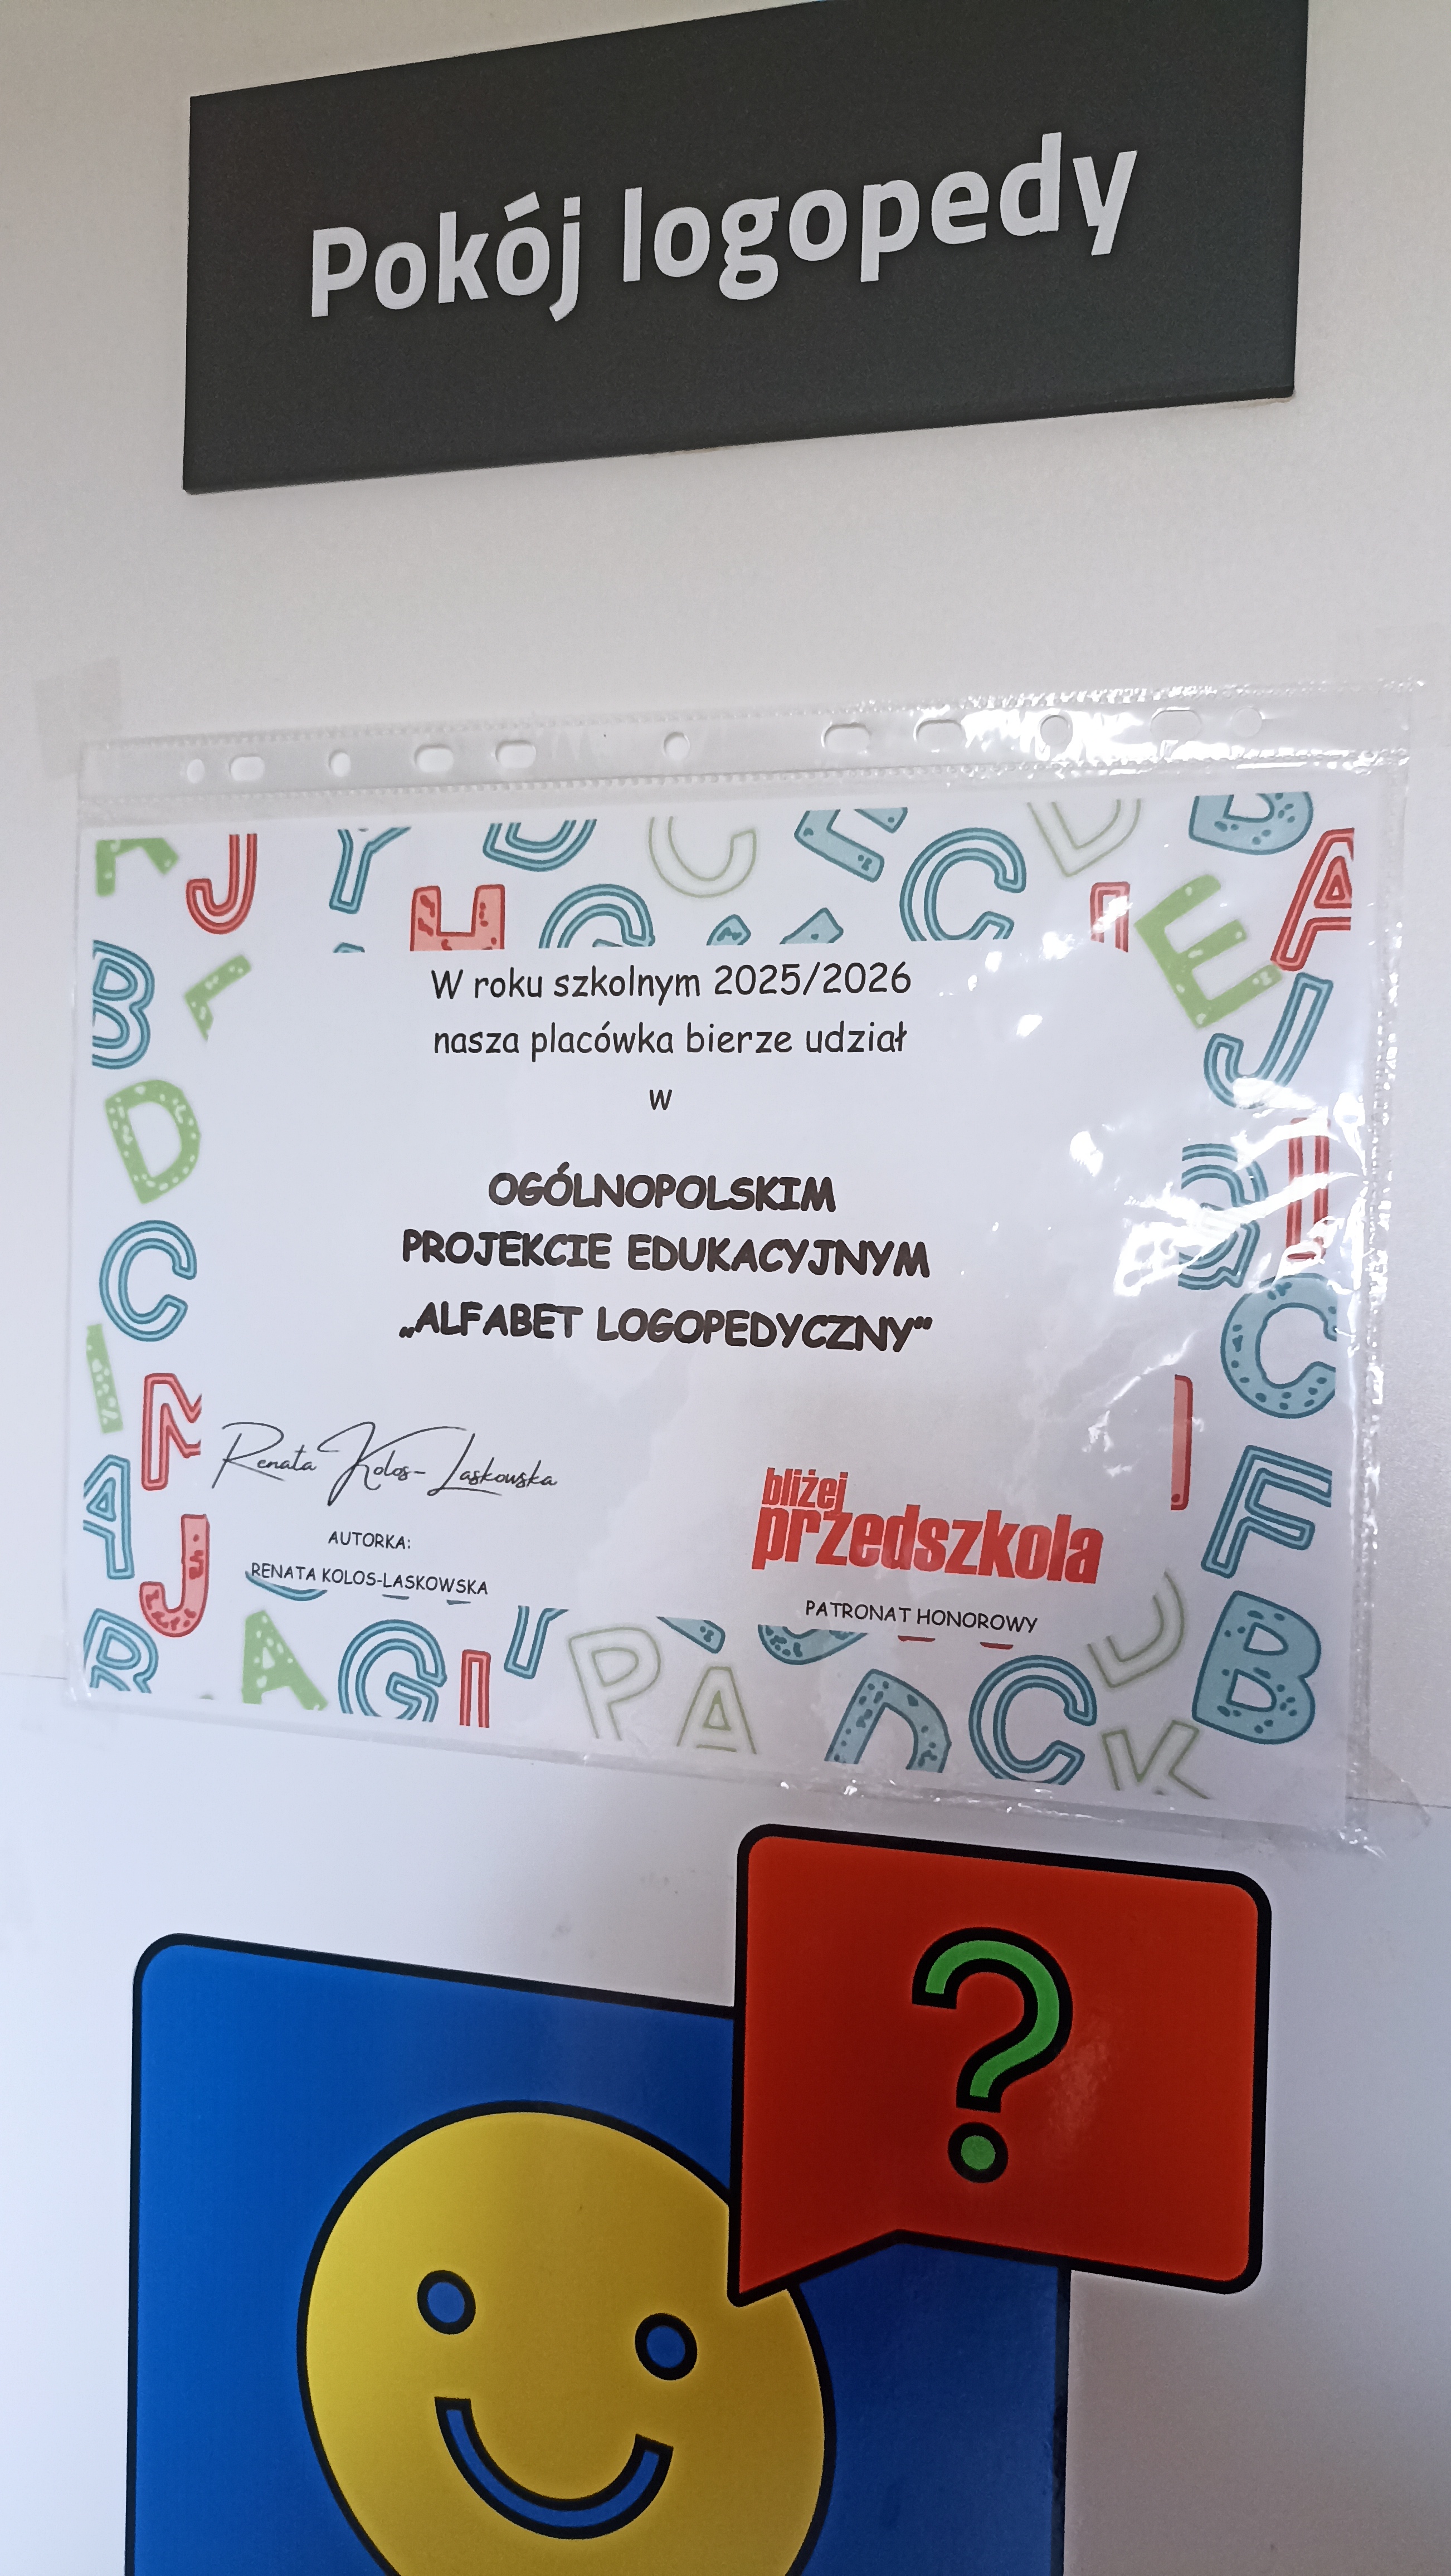 Pokój logopedy
W roku szkolnym 2025/2026
nasza placówka bierze udział
w
OGÓLNOPOLSKIM
PROJEKCIE EDUKACYJNYM
„ALFABET LOGOPEDYCZNY”
Renata Kolos-Laskowska
AUTORKA:
RENATA KOLOS-LASKOWSKA
bliżej
przedszkola
PATRONAT HONOROWY
?